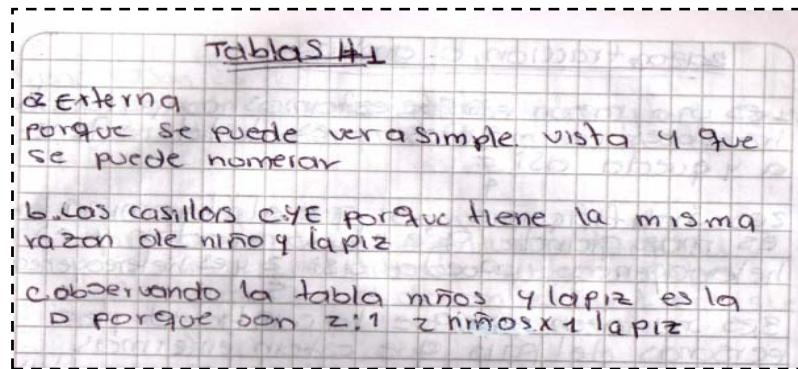 Tablas #1
a Externa
porque se puede ver a simple vista y que
se puede nomerar
b. Las casillas C y E porque tiene la misma
razon de niño y lapiz
c. observando la tabla niños y lapiz es la
D porque son 2:1 2 niños x 1 lapiz